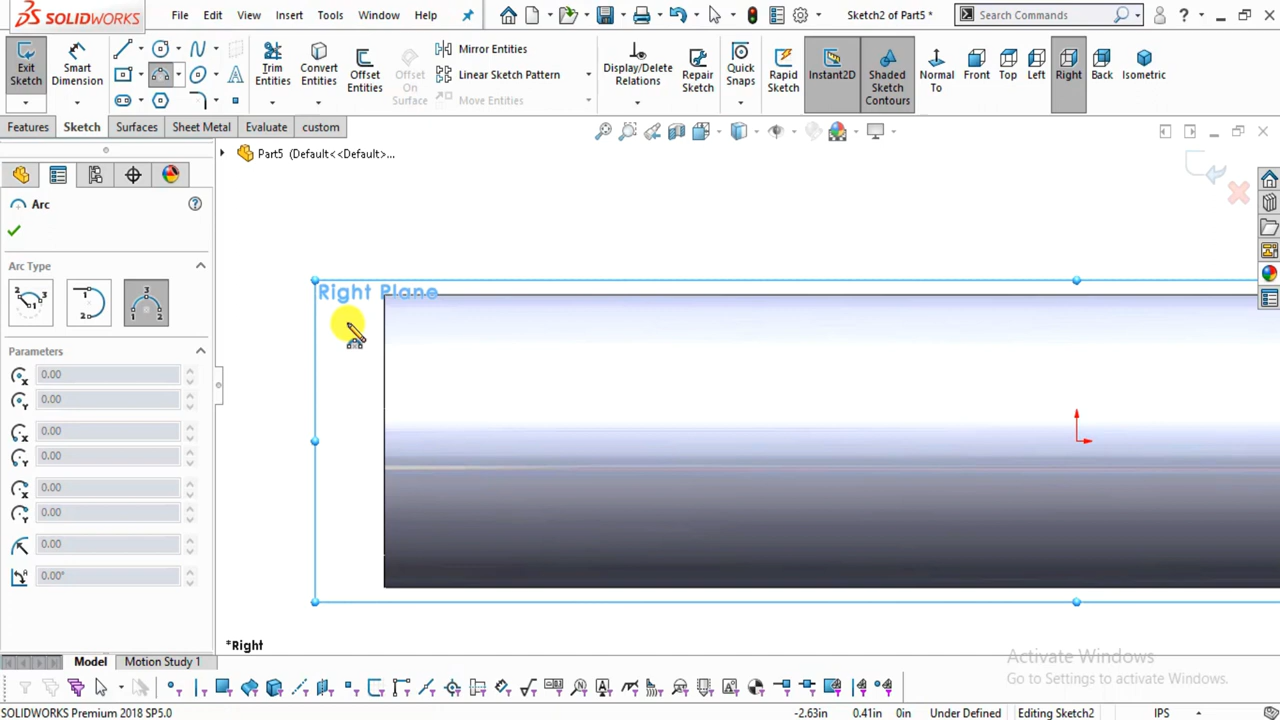 SOLIDWORKS File Edit View Insert Tools Window Help Sketch2 of Part5 * Search Commands ?
Exit Sketch Smart Dimension Trim Entities Convert Entities Offset Entities Offset On Surface Mirror Entities Linear Sketch Pattern Move Entities Display/Delete Relations Repair Sketch Quick Snaps Rapid Sketch Instant2D Shaded Sketch Contours Normal To Front Top Left Right Back Isometric
Features Sketch Surfaces Sheet Metal Evaluate custom
Part5 (Default<<Default>...
Arc
Arc Type
Right Plane
Parameters
0.00
0.00
0.00
0.00
0.00
0.00
0.00
0.00°
*Right
Activate Windows
Model Motion Study 1
Go to Settings to activate Windows.
SOLIDWORKS Premium 2018 SP5.0 -2.63in 0.41in 0in Under Defined Editing Sketch2 IPS